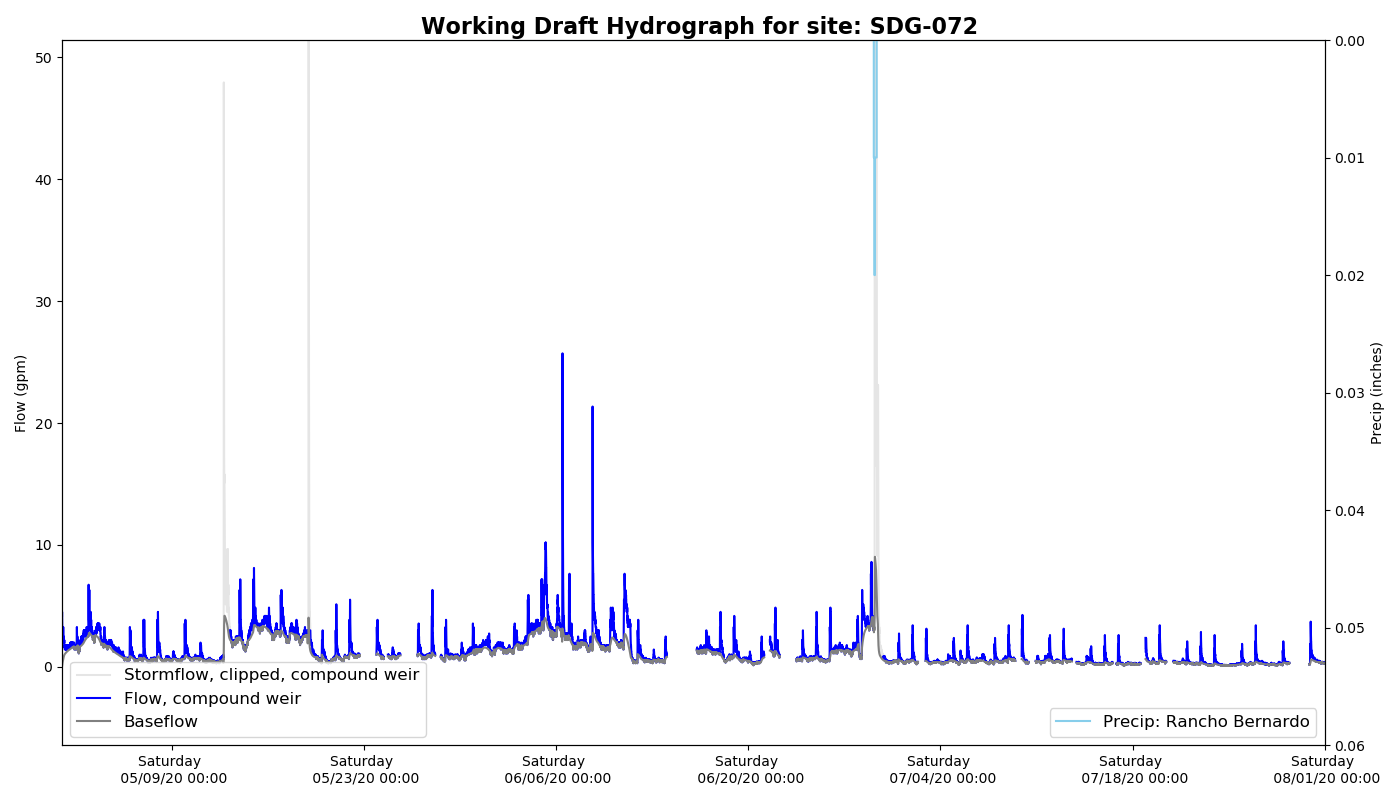 Working Draft Hydrograph for site: SDG-072
50
40
30
20
10
0
Flow (gpm)
0.00
0.01
0.02
0.03
0.04
0.05
0.06
Precip (inches)
Stormflow, clipped, compound weir
Flow, compound weir
Baseflow
Precip: Rancho Bernardo
Saturday
05/09/20 00:00
Saturday
05/23/20 00:00
Saturday
06/06/20 00:00
Saturday
06/20/20 00:00
Saturday
07/04/20 00:00
Saturday
07/18/20 00:00
Saturday
08/01/20 00:00